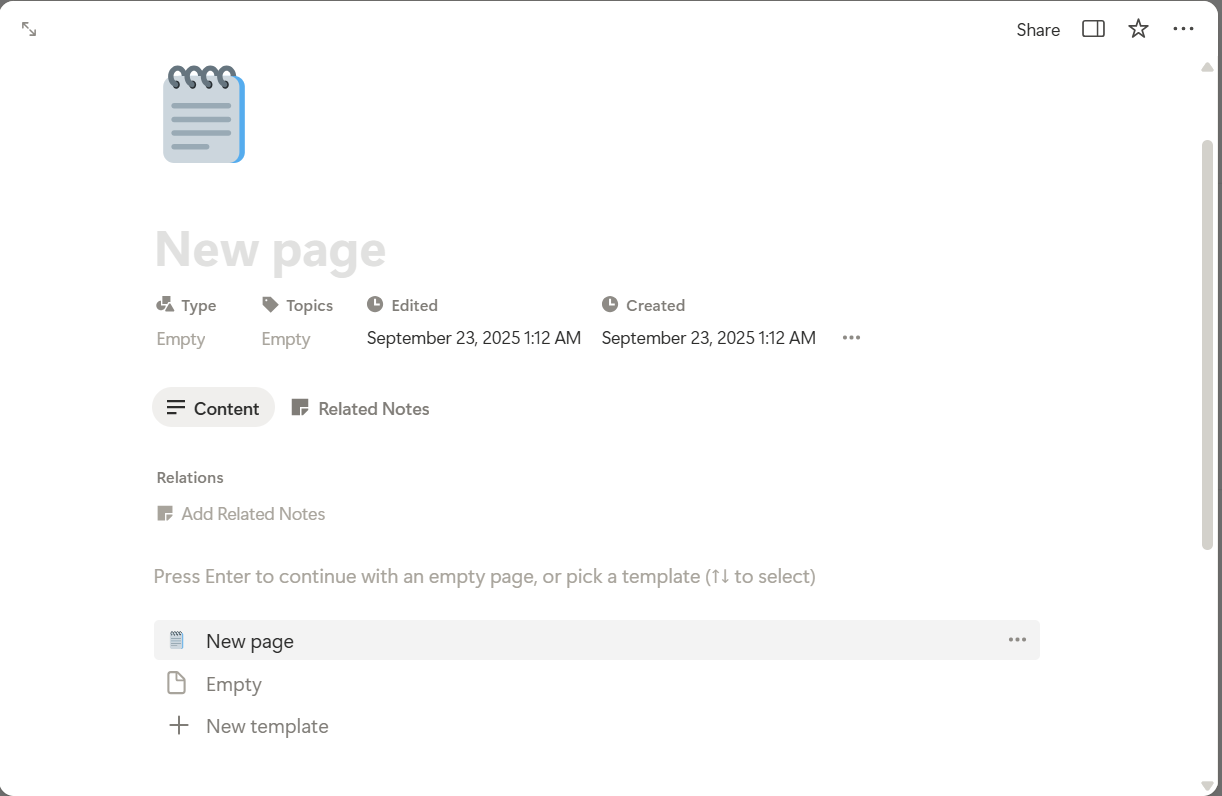 Share
New page
Type Topics Edited Created
Empty Empty September 23, 2025 1:12 AM September 23, 2025 1:12 AM
Content Related Notes
Relations
Add Related Notes
Press Enter to continue with an empty page, or pick a template (↑↓ to select)
New page
Empty
New template